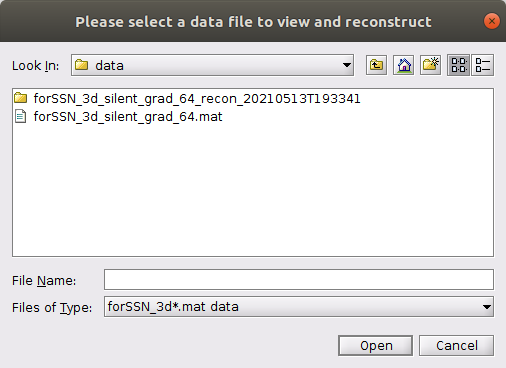 Please select a data file to view and reconstruct
Look In: data
forSSN_3d_silent_grad_64_recon_20210513T193341
forSSN_3d_silent_grad_64.mat
File Name:
Files of Type: forSSN_3d*.mat data
Open Cancel